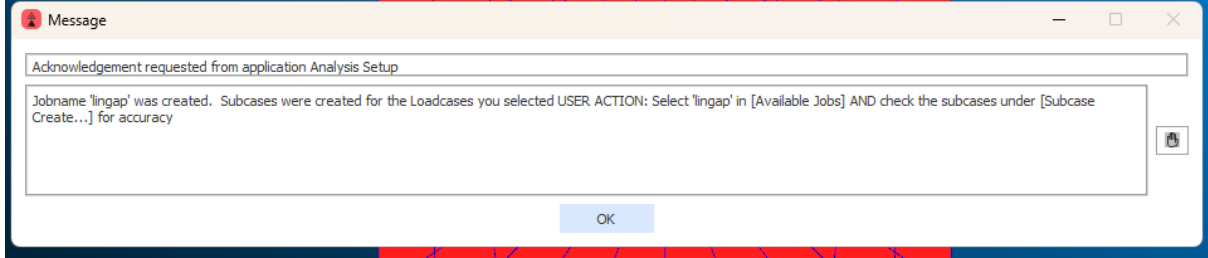 Message
Acknowledgement requested from application Analysis Setup
Jobname 'lingap' was created.  Subcases were created for the Loadcases you selected USER ACTION: Select 'lingap' in [Available Jobs] AND check the subcases under [Subcase
Create...] for accuracy
OK